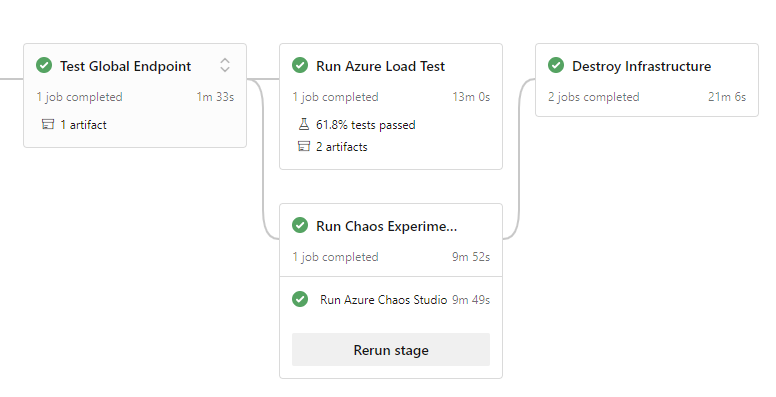 Test Global Endpoint
1 job completed 1m 33s
1 artifact
Run Azure Load Test
1 job completed 13m 0s
61.8% tests passed
2 artifacts
Run Chaos Experime...
1 job completed 9m 52s
Run Azure Chaos Studio 9m 49s
Rerun stage
Destroy Infrastructure
2 jobs completed 21m 6s